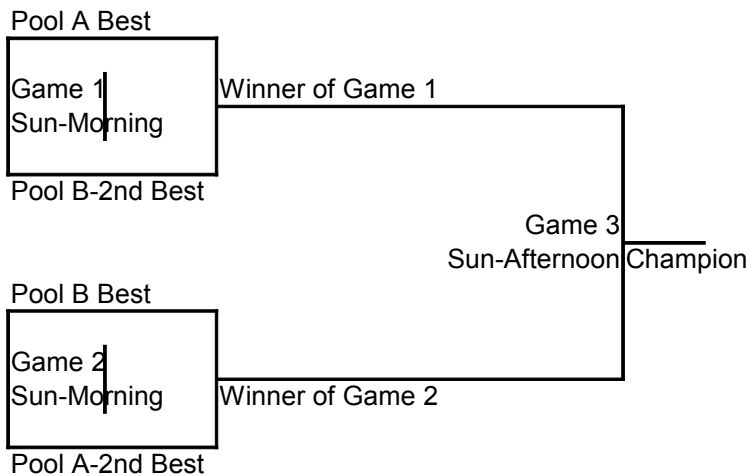 Pool A Best
Game 1
Sun-Morning
Winner of Game 1
Pool B-2nd Best
Game 3
Sun-Afternoon
Champion
Pool B Best
Game 2
Sun-Morning
Winner of Game 2
Pool A-2nd Best